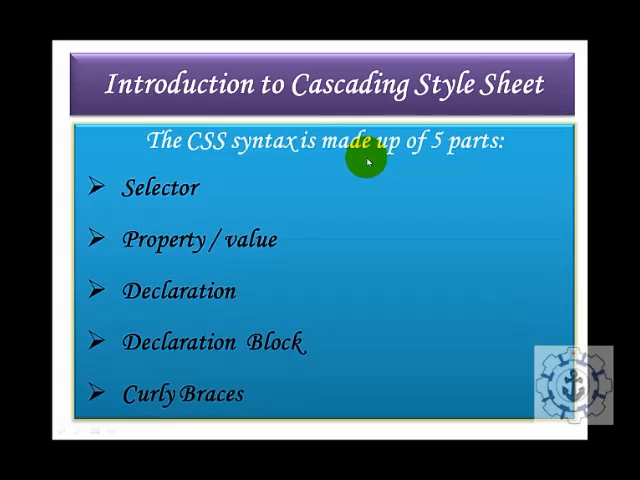 Introduction to Cascading Style Sheet
The CSS syntax is made up of 5 parts:
Selector
Property / value
Declaration
Declaration Block
Curly Braces